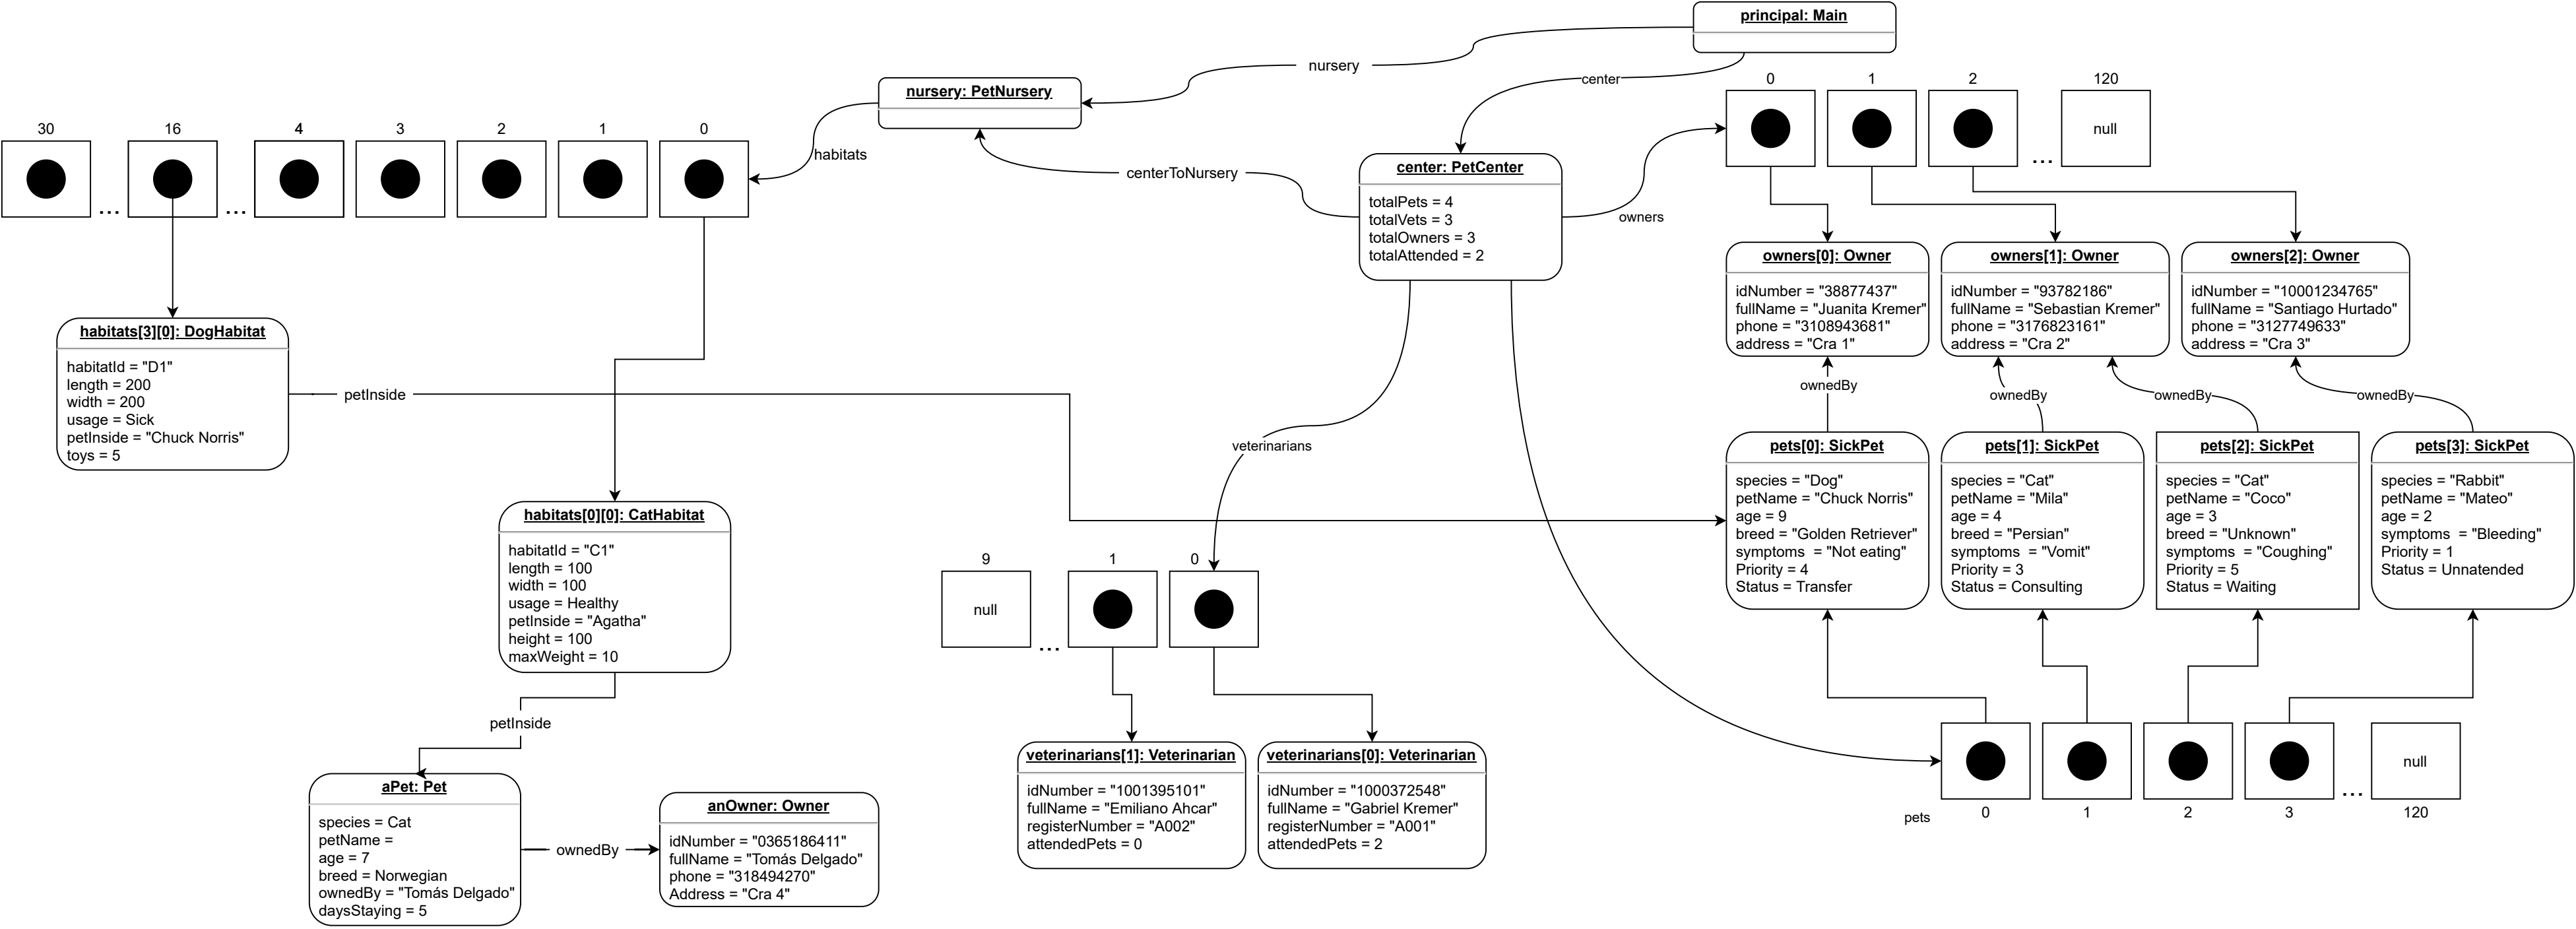 principal: Main
nursery
center
nursery: PetNursery
0
1
2
120
null
...
30
16
4
3
2
1
0
...
...
habitats
centerToNursery
center: PetCenter
totalPets = 4
totalVets = 3
totalOwners = 3
totalAttended = 2
owners
owners[0]: Owner
idNumber = "38877437"
fullName = "Juanita Kremer"
phone = "3108943681"
address = "Cra 1"
owners[1]: Owner
idNumber = "93782186"
fullName = "Sebastian Kremer"
phone = "3176823161"
address = "Cra 2"
owners[2]: Owner
idNumber = "10001234765"
fullName = "Santiago Hurtado"
phone = "3127749633"
address = "Cra 3"
habitats[3][0]: DogHabitat
habitatId = "D1"
length = 200
width = 200
usage = Sick
petInside = "Chuck Norris"
toys = 5
petInside
ownedBy
ownedBy
ownedBy
ownedBy
veterinarians
pets[0]: SickPet
species = "Dog"
petName = "Chuck Norris"
age = 9
breed = "Golden Retriever"
symptoms  = "Not eating"
Priority = 4
Status = Transfer
pets[1]: SickPet
species = "Cat"
petName = "Mila"
age = 4
breed = "Persian"
symptoms  = "Vomit"
Priority = 3
Status = Consulting
pets[2]: SickPet
species = "Cat"
petName = "Coco"
age = 3
breed = "Unknown"
symptoms  = "Coughing"
Priority = 5
Status = Waiting
pets[3]: SickPet
species = "Rabbit"
petName = "Mateo"
age = 2
symptoms  = "Bleeding"
Priority = 1
Status = Unnatended
habitats[0][0]: CatHabitat
habitatId = "C1"
length = 100
width = 100
usage = Healthy
petInside = "Agatha"
height = 100
maxWeight = 10
9
1
0
null
...
petInside
veterinarians[1]: Veterinarian
idNumber = "1001395101"
fullName = "Emiliano Ahcar"
registerNumber = "A002"
attendedPets = 0
veterinarians[0]: Veterinarian
idNumber = "1000372548"
fullName = "Gabriel Kremer"
registerNumber = "A001"
attendedPets = 2
null
...
pets
0
1
2
3
120
aPet: Pet
species = Cat
petName =
age = 7
breed = Norwegian
ownedBy = "Tomás Delgado"
daysStaying = 5
ownedBy
anOwner: Owner
idNumber = "0365186411"
fullName = "Tomás Delgado"
phone = "318494270"
Address = "Cra 4"